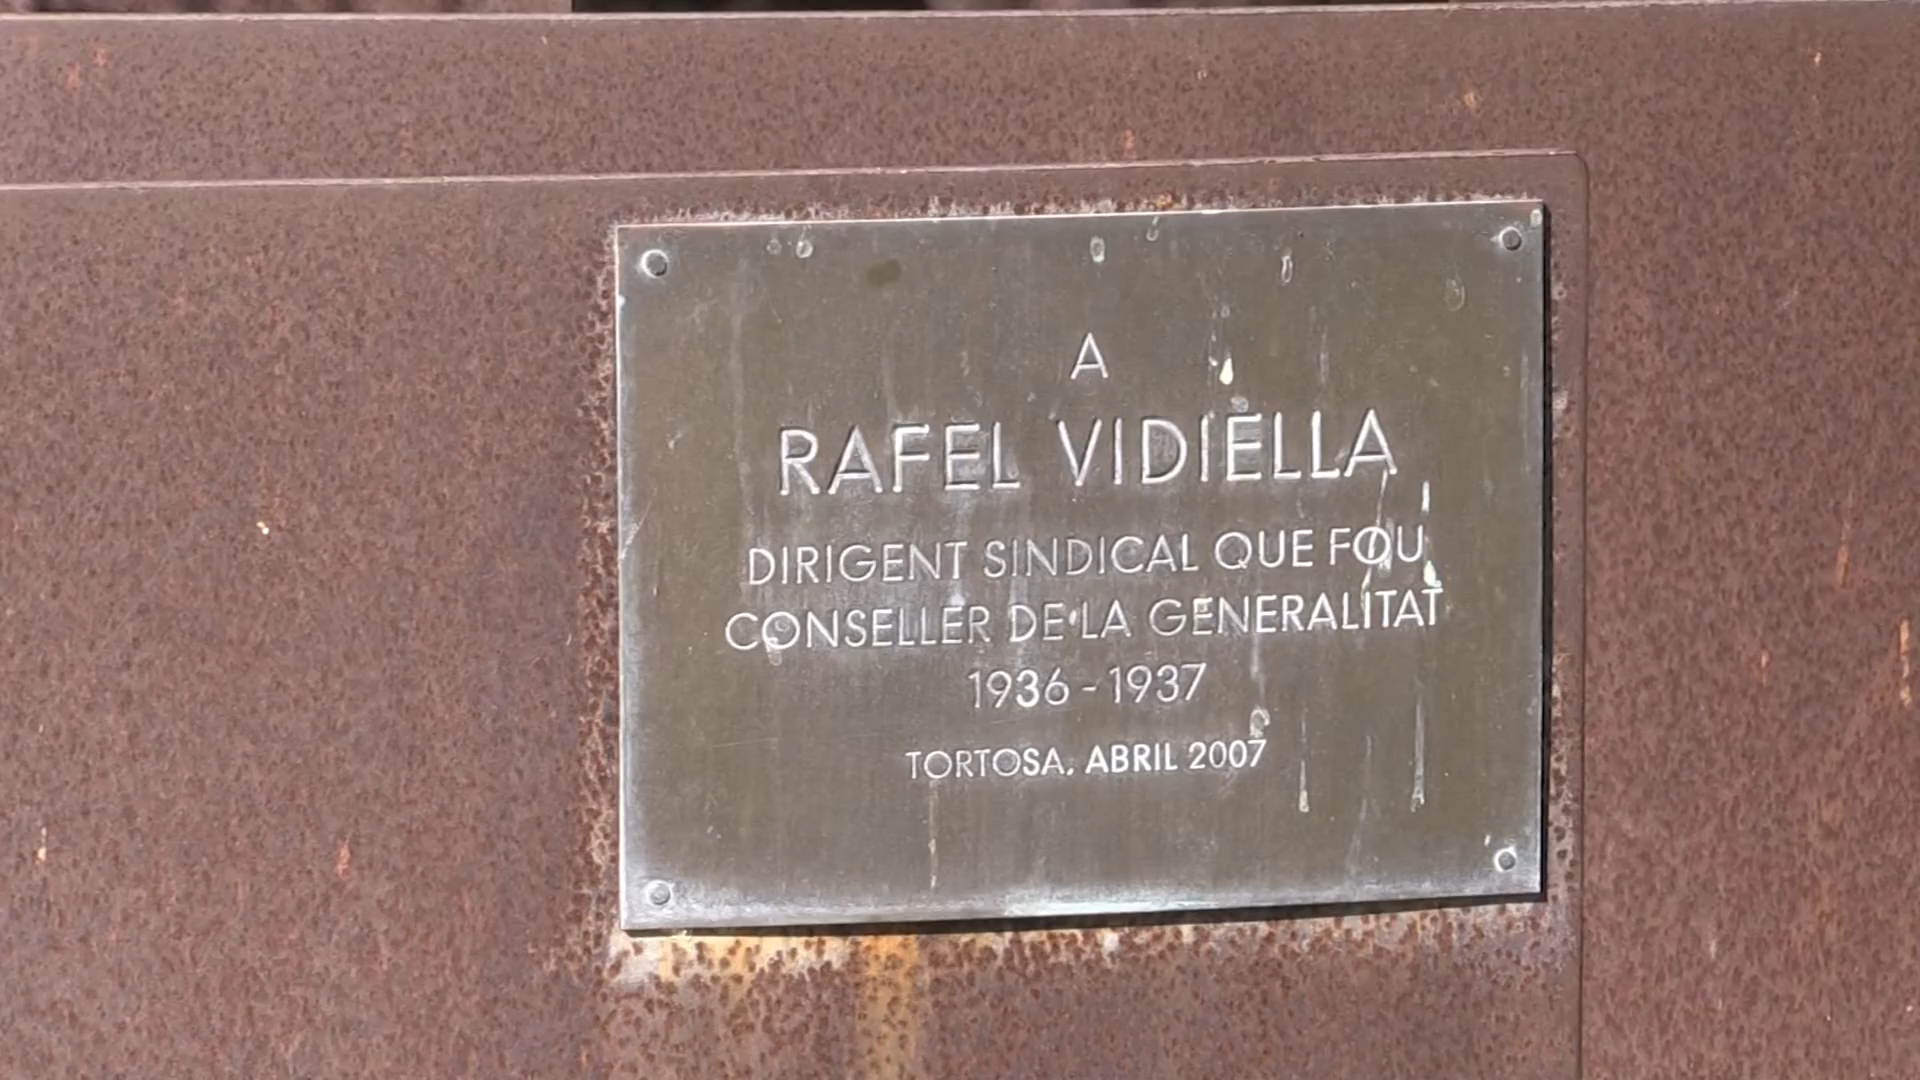 A
RAFEL VIDIELLA
DIRIGENT SINDICAL QUE FOU
CONSELLER DE LA GENERALITAT
1936 - 1937
TORTOSA, ABRIL 2007